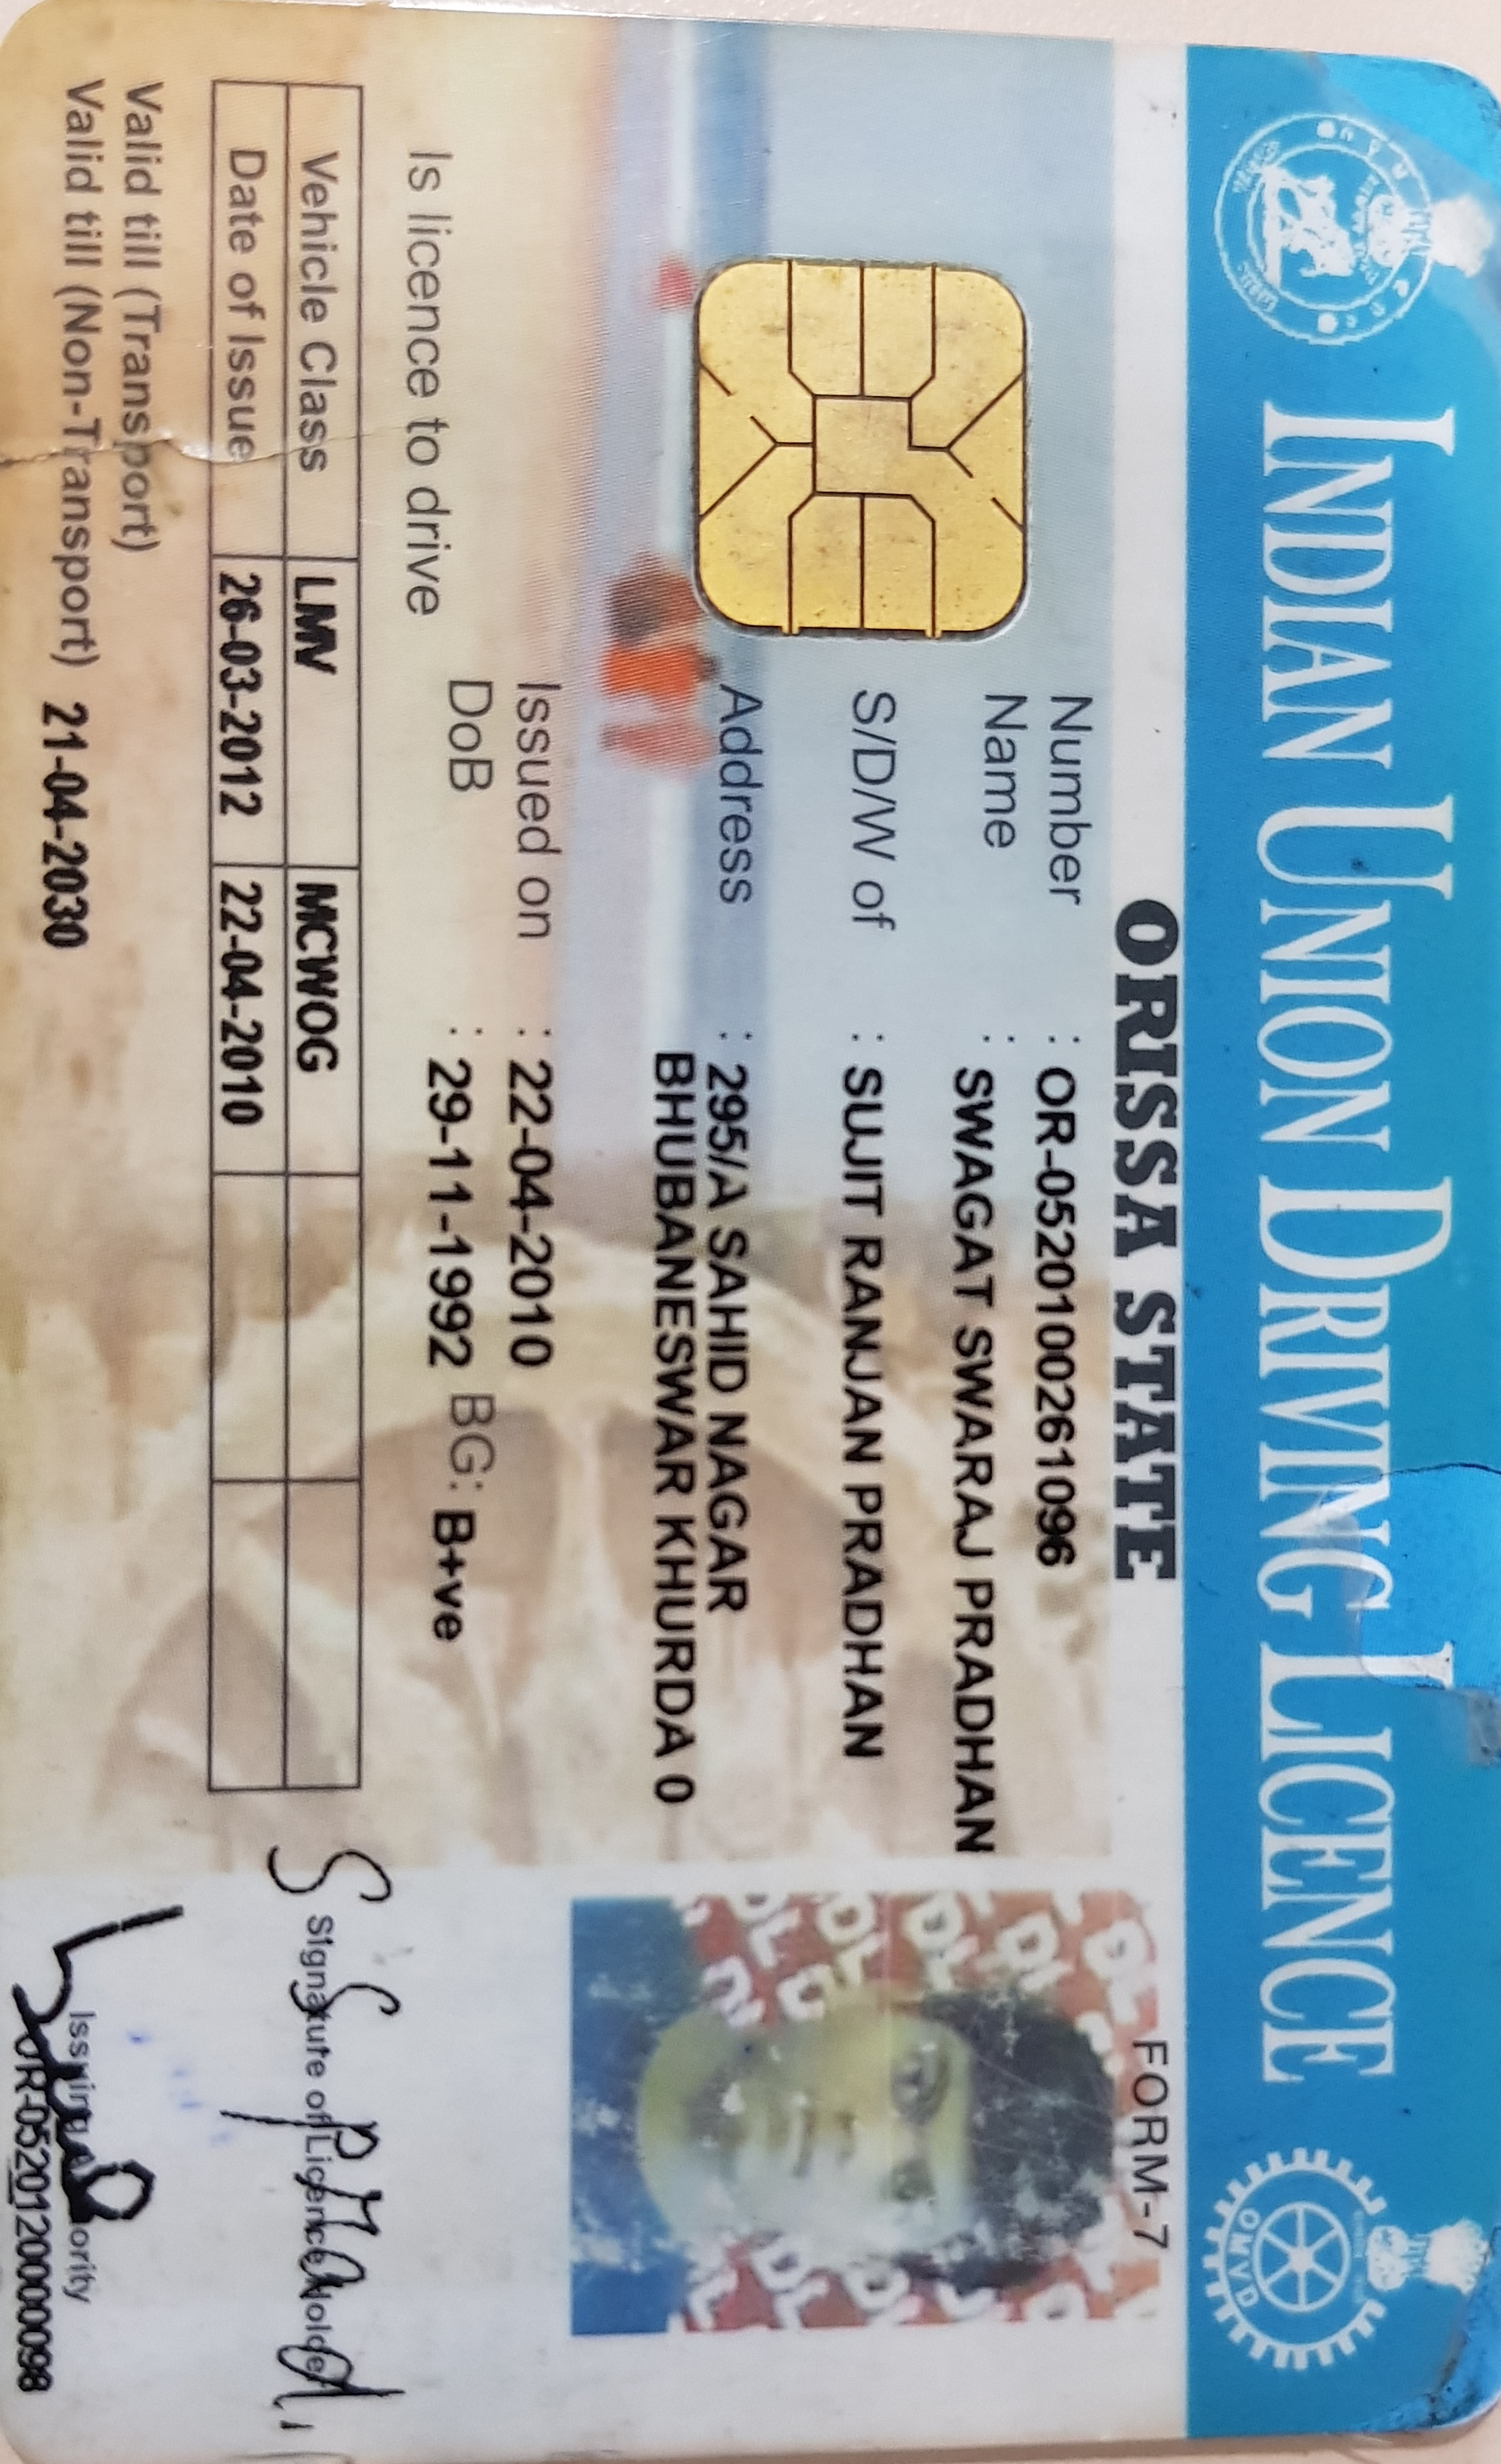 INDIAN UNION DRIVING LICENCE
OMVD
ORISSA STATE
FORM-7
Number : OR-0520100261096
Name : SWAGAT SWARAJ PRADHAN
S/D/W of : SUJIT RANJAN PRADHAN
Address : 295/A SAHID NAGAR
BHUBANESWAR KHURDA 0
Issued on : 22-04-2010
DoB : 29-11-1992 BG: B+ve
Is licence to drive
Vehicle Class LMV MCWOG
Date of Issue 26-03-2012 22-04-2010
S S prad.
Signature of Licence Holder
Valid till (Transport)
Valid till (Non-Transport) 21-04-2030
Issuing Authority
OR-0520120000098